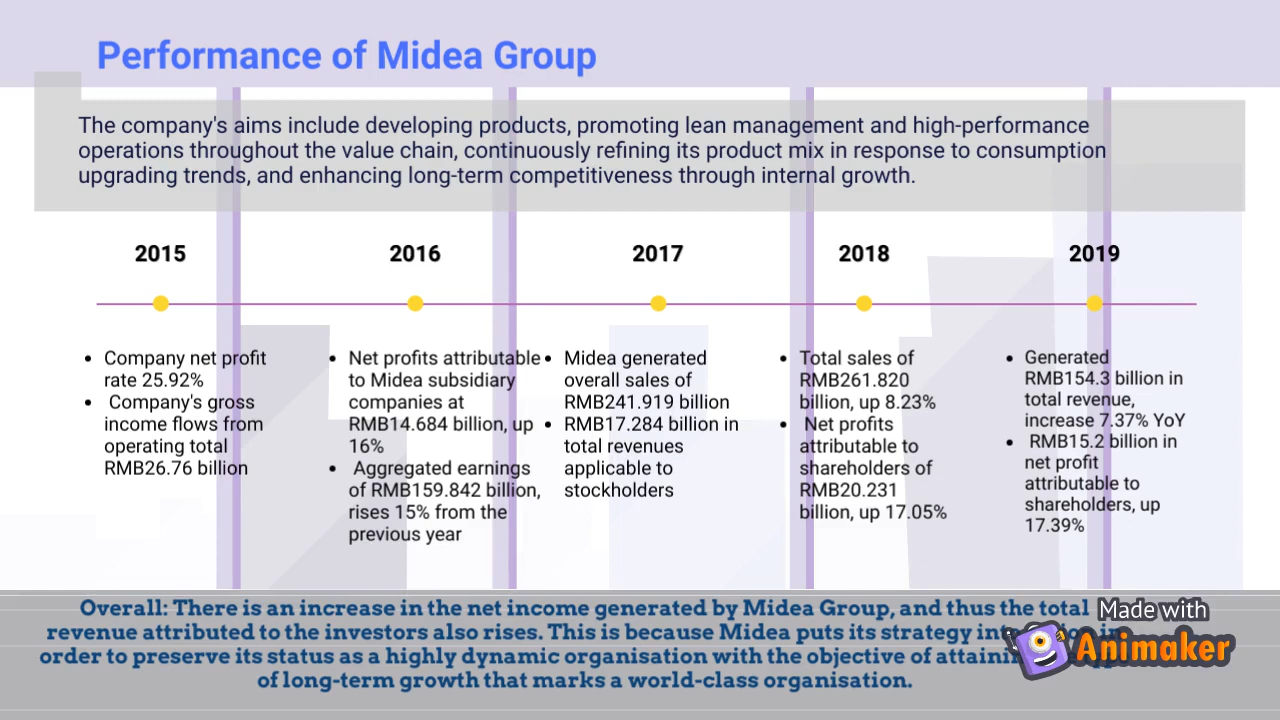 Performance of Midea Group
The company's aims include developing products, promoting lean management and high-performance
operations throughout the value chain, continuously refining its product mix in response to consumption
upgrading trends, and enhancing long-term competitiveness through internal growth.
2015
2016
2017
2018
2019
• Company net profit
rate 25.92%
• Company's gross
income flows from
operating total
RMB26.76 billion
• Net profits attributable
to Midea subsidiary
companies at
RMB14.684 billion, up
16%
• Aggregated earnings
of RMB159.842 billion,
rises 15% from the
previous year
• Midea generated
overall sales of
RMB241.919 billion
• RMB17.284 billion in
total revenues
applicable to
stockholders
• Total sales of
RMB261.820
billion, up 8.23%
• Net profits
attributable to
shareholders of
RMB20.231
billion, up 17.05%
• Generated
RMB154.3 billion in
total revenue,
increase 7.37% YoY
• RMB15.2 billion in
net profit
attributable to
shareholders, up
17.39%
Overall: There is an increase in the net income generated by Midea Group, and thus the total
revenue attributed to the investors also rises. This is because Midea puts its strategy
order to preserve its status as a highly dynamic organisation with the objective of
of long-term growth that marks a world-class organisation.
Made with
Animaker